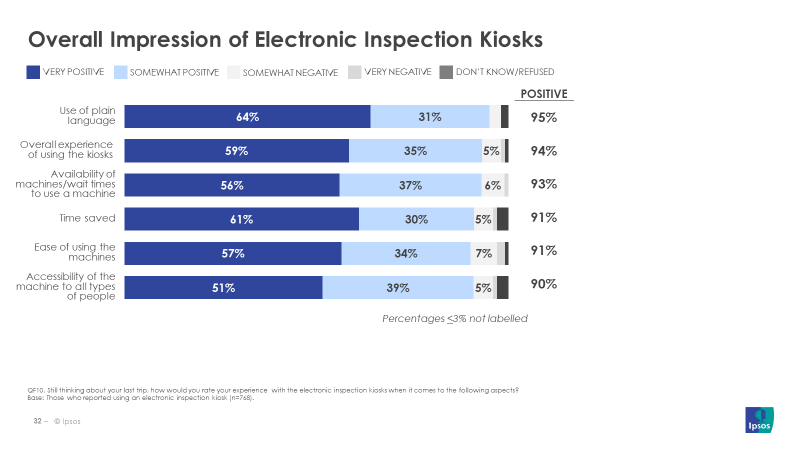 Overall Impression of Electronic Inspection Kiosks
VERY POSITIVE SOMEWHAT POSITIVE SOMEWHAT NEGATIVE VERY NEGATIVE DON'T KNOW/REFUSED
POSITIVE
Use of plain
language
64% 31% 95%
Overall experience
of using the kiosks
59% 35% 5% 94%
Availability of
machines/wait times
to use a machine
56% 37% 6% 93%
Time saved
61% 30% 5% 91%
Ease of using the
machines
57% 34% 7% 91%
Accessibility of the
machine to all types
of people
51% 39% 5% 90%
Percentages ≤3% not labelled
QF10. Still thinking about your last trip, how would you rate your experience with the electronic inspection kiosks when it comes to the following aspects?
Base: Those who reported using an electronic inspection kiosk (n=768).
32 – © Ipsos
Ipsos